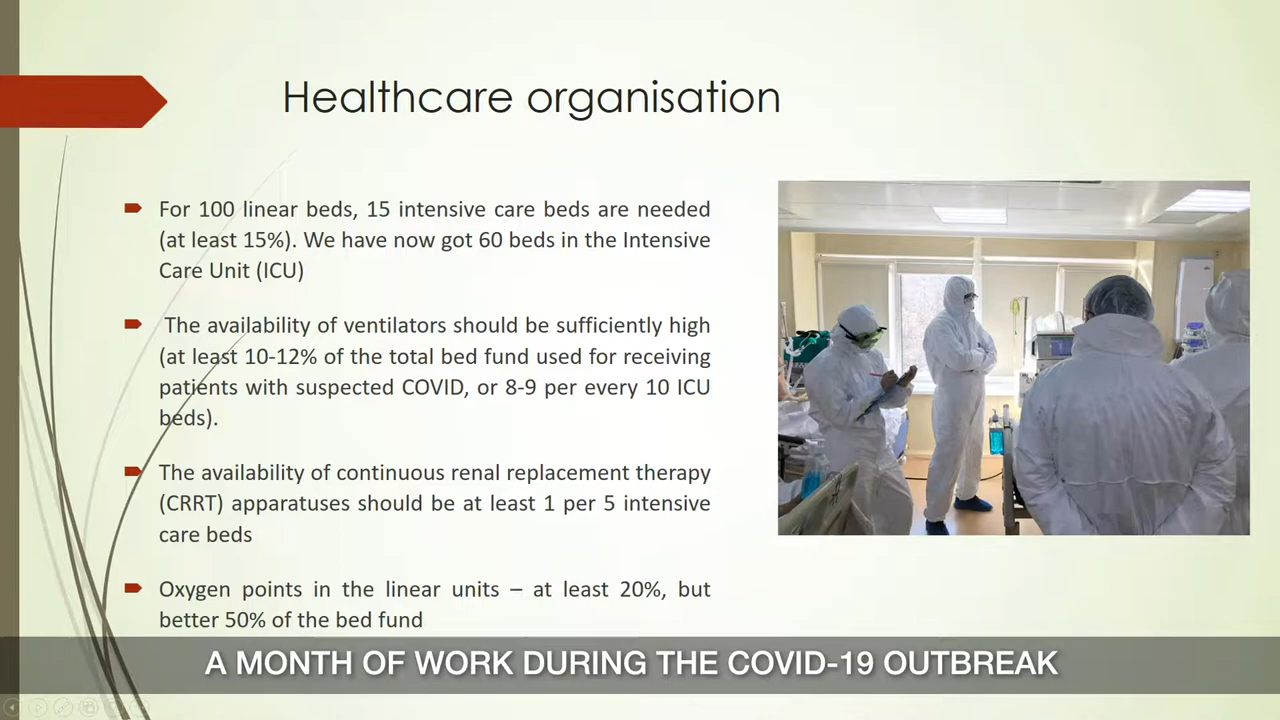 Healthcare organisation
For 100 linear beds, 15 intensive care beds are needed
(at least 15%). We have now got 60 beds in the Intensive
Care Unit (ICU)
The availability of ventilators should be sufficiently high
(at least 10-12% of the total bed fund used for receiving
patients with suspected COVID, or 8-9 per every 10 ICU
beds).
The availability of continuous renal replacement therapy
(CRRT) apparatuses should be at least 1 per 5 intensive
care beds
Oxygen points in the linear units – at least 20%, but
better 50% of the bed fund
A MONTH OF WORK DURING THE COVID-19 OUTBREAK